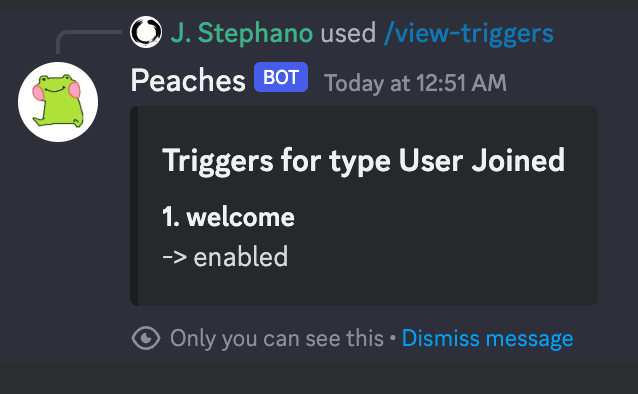 J. Stephano used /view-triggers
Peaches BOT Today at 12:51 AM
Triggers for type User Joined
1. welcome
-> enabled
Only you can see this • Dismiss message